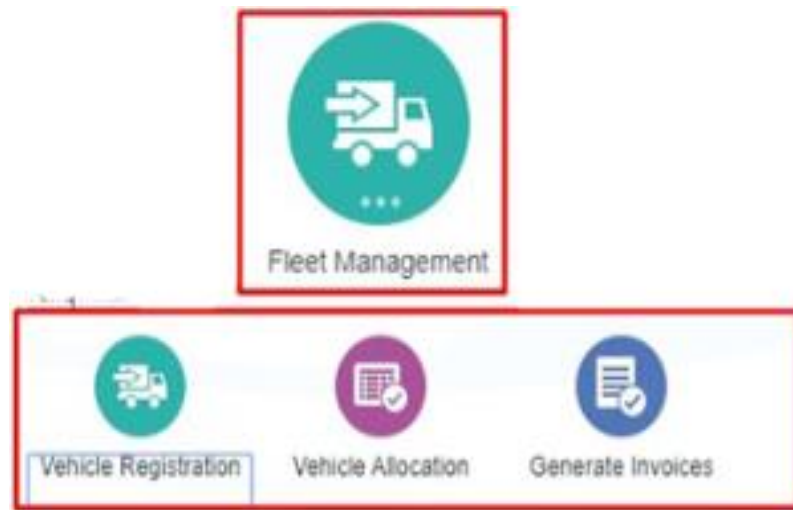 Fleet Management
Vehicle Registration
Vehicle Allocation
Generate Invoices